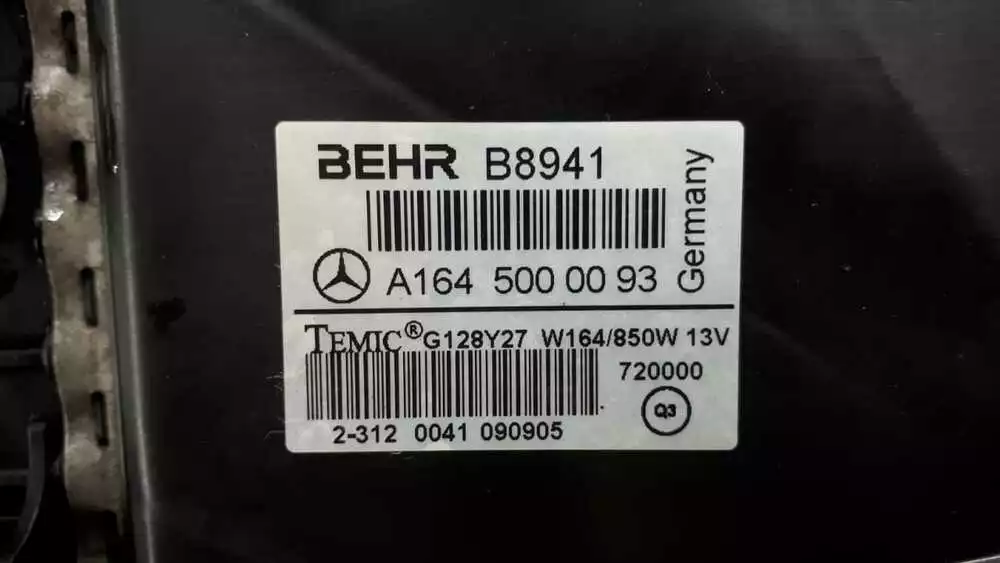 BEHR B8941
Germany
A164 500 00 93
TEMIC® G128Y27 W164/850W 13V
720000
Q3
2-312 0041 090905